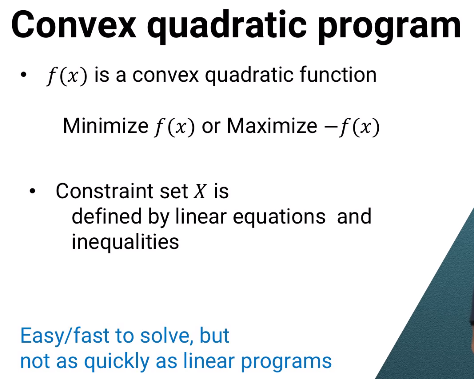 Convex quadratic program
• f(x) is a convex quadratic function
Minimize f(x) or Maximize −f(x)
• Constraint set X is
defined by linear equations and
inequalities
Easy/fast to solve, but
not as quickly as linear programs